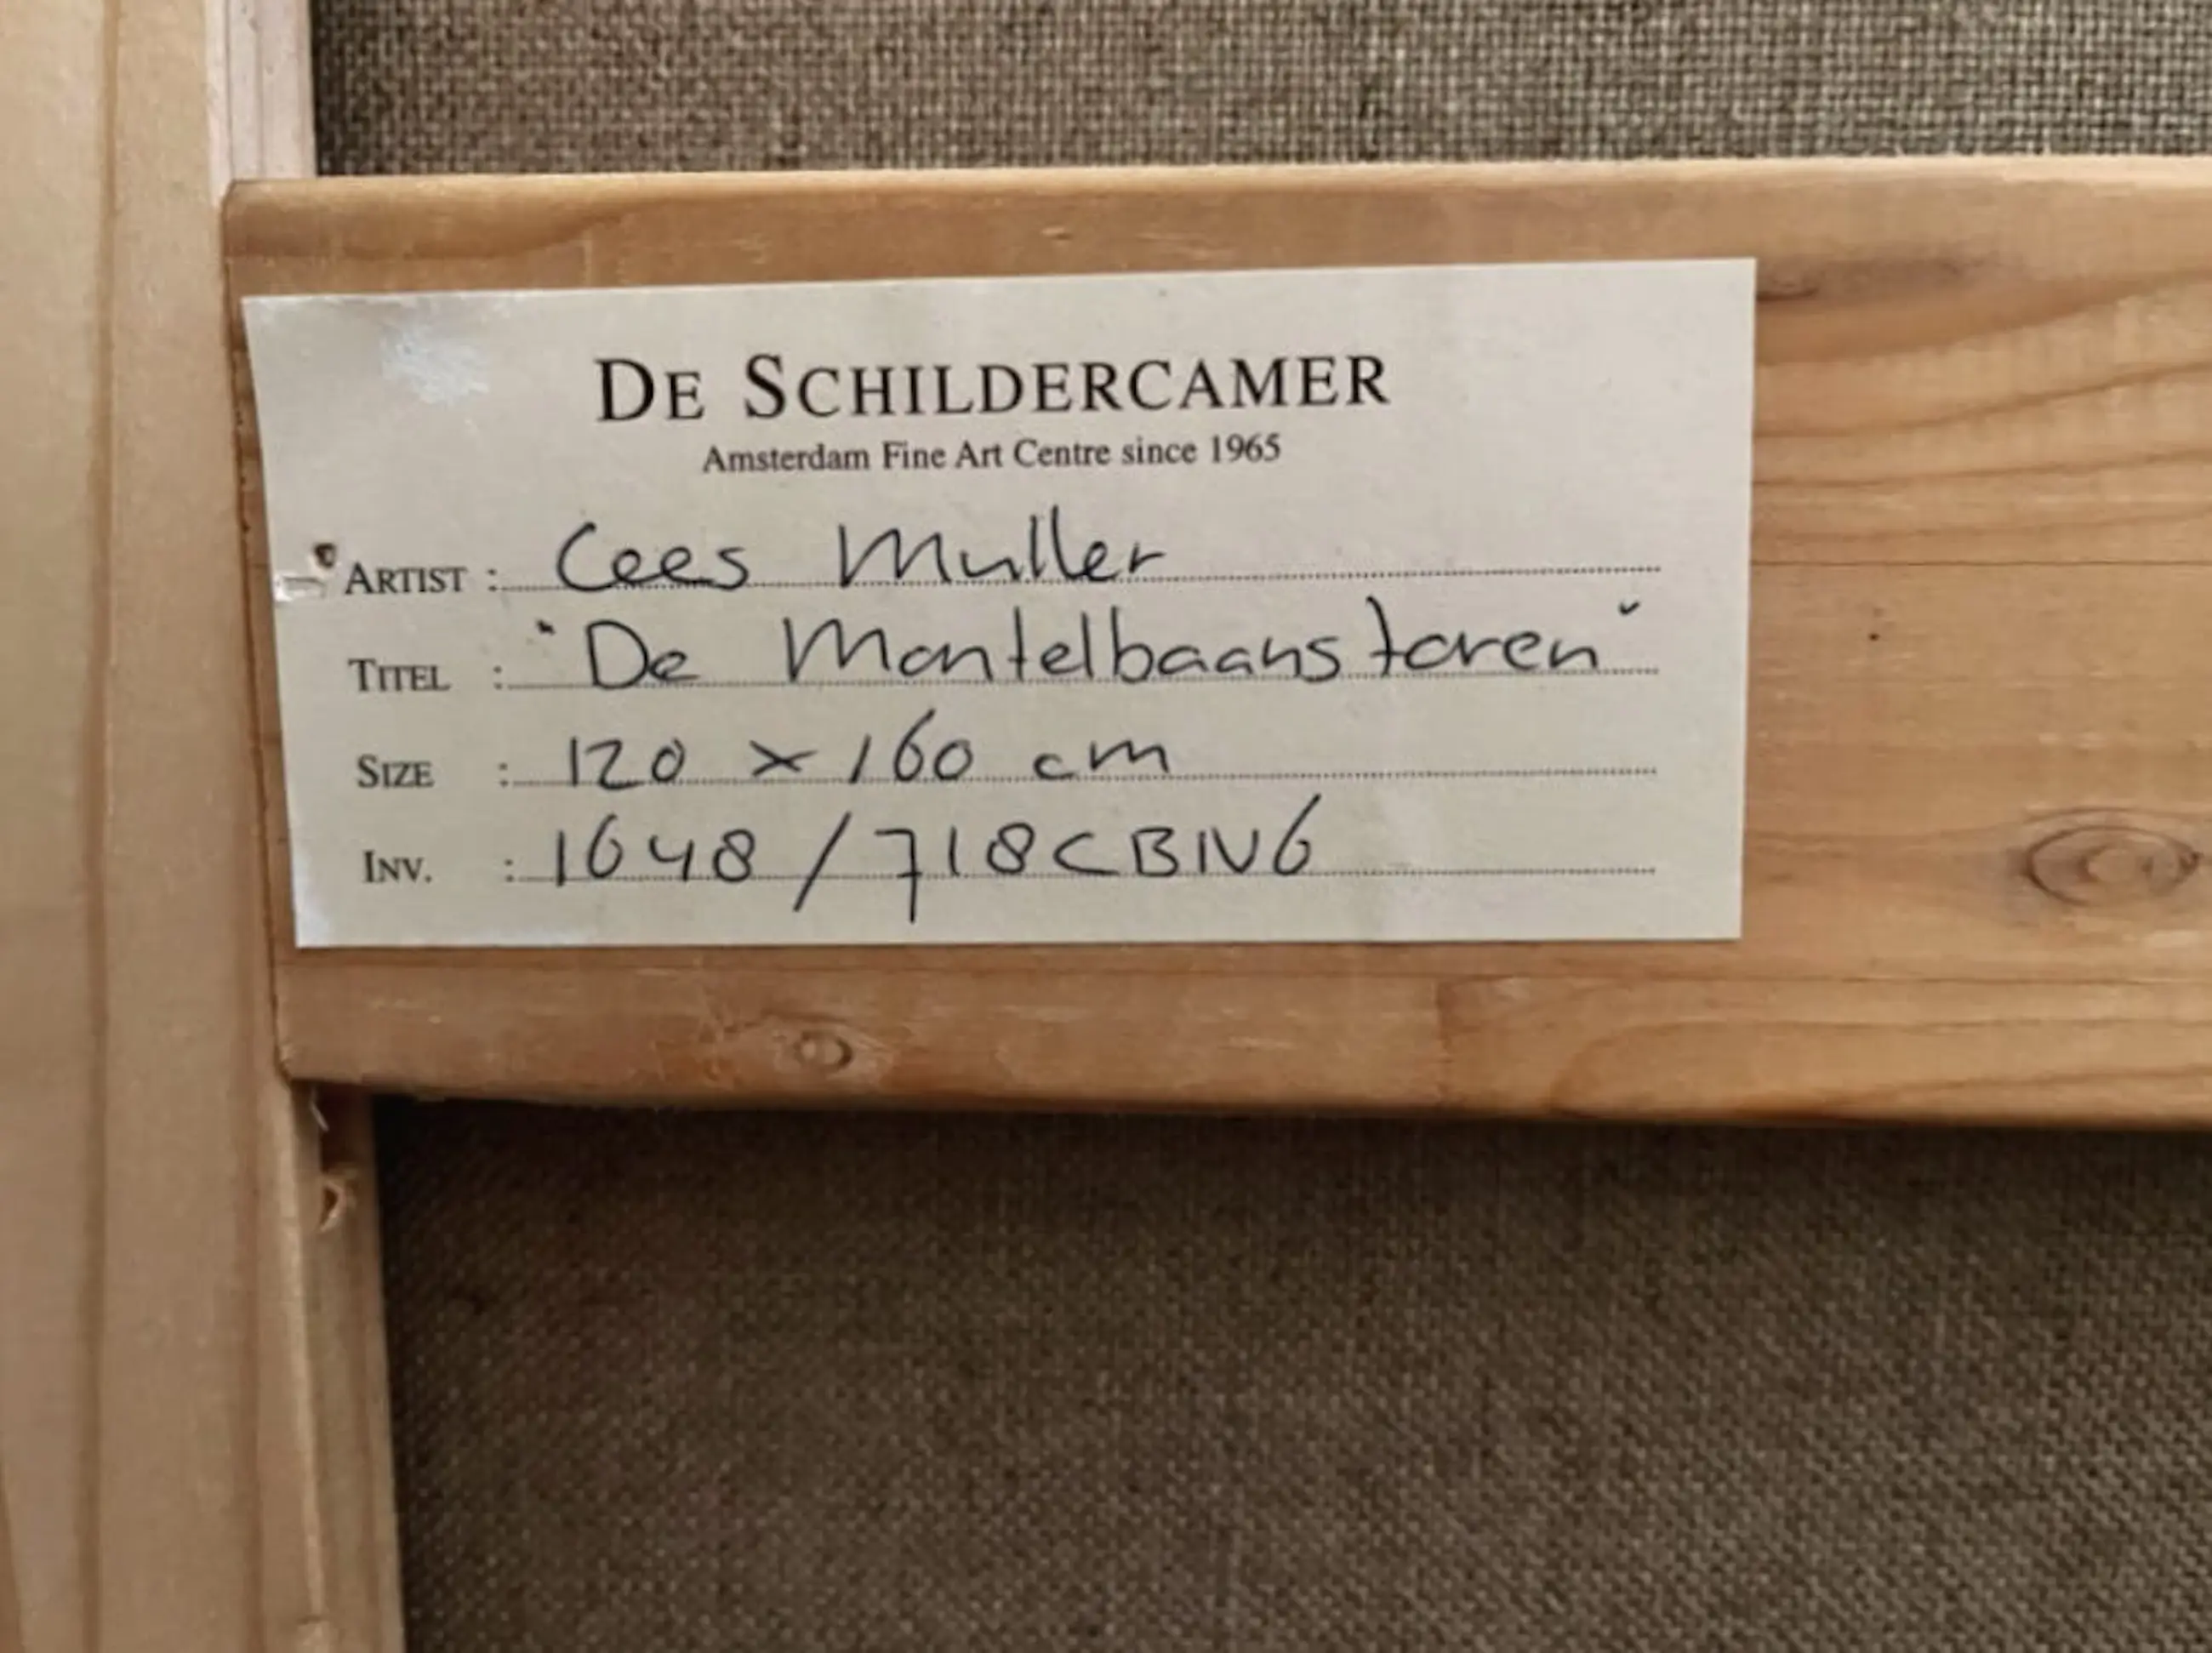 DE SCHILDERCAMER
Amsterdam Fine Art Centre since 1965
ARTIST : Cees Muller
TITEL : "De Montelbaanstoren"
SIZE : 120 x 160 cm
INV. : 1648 / 718CBNG